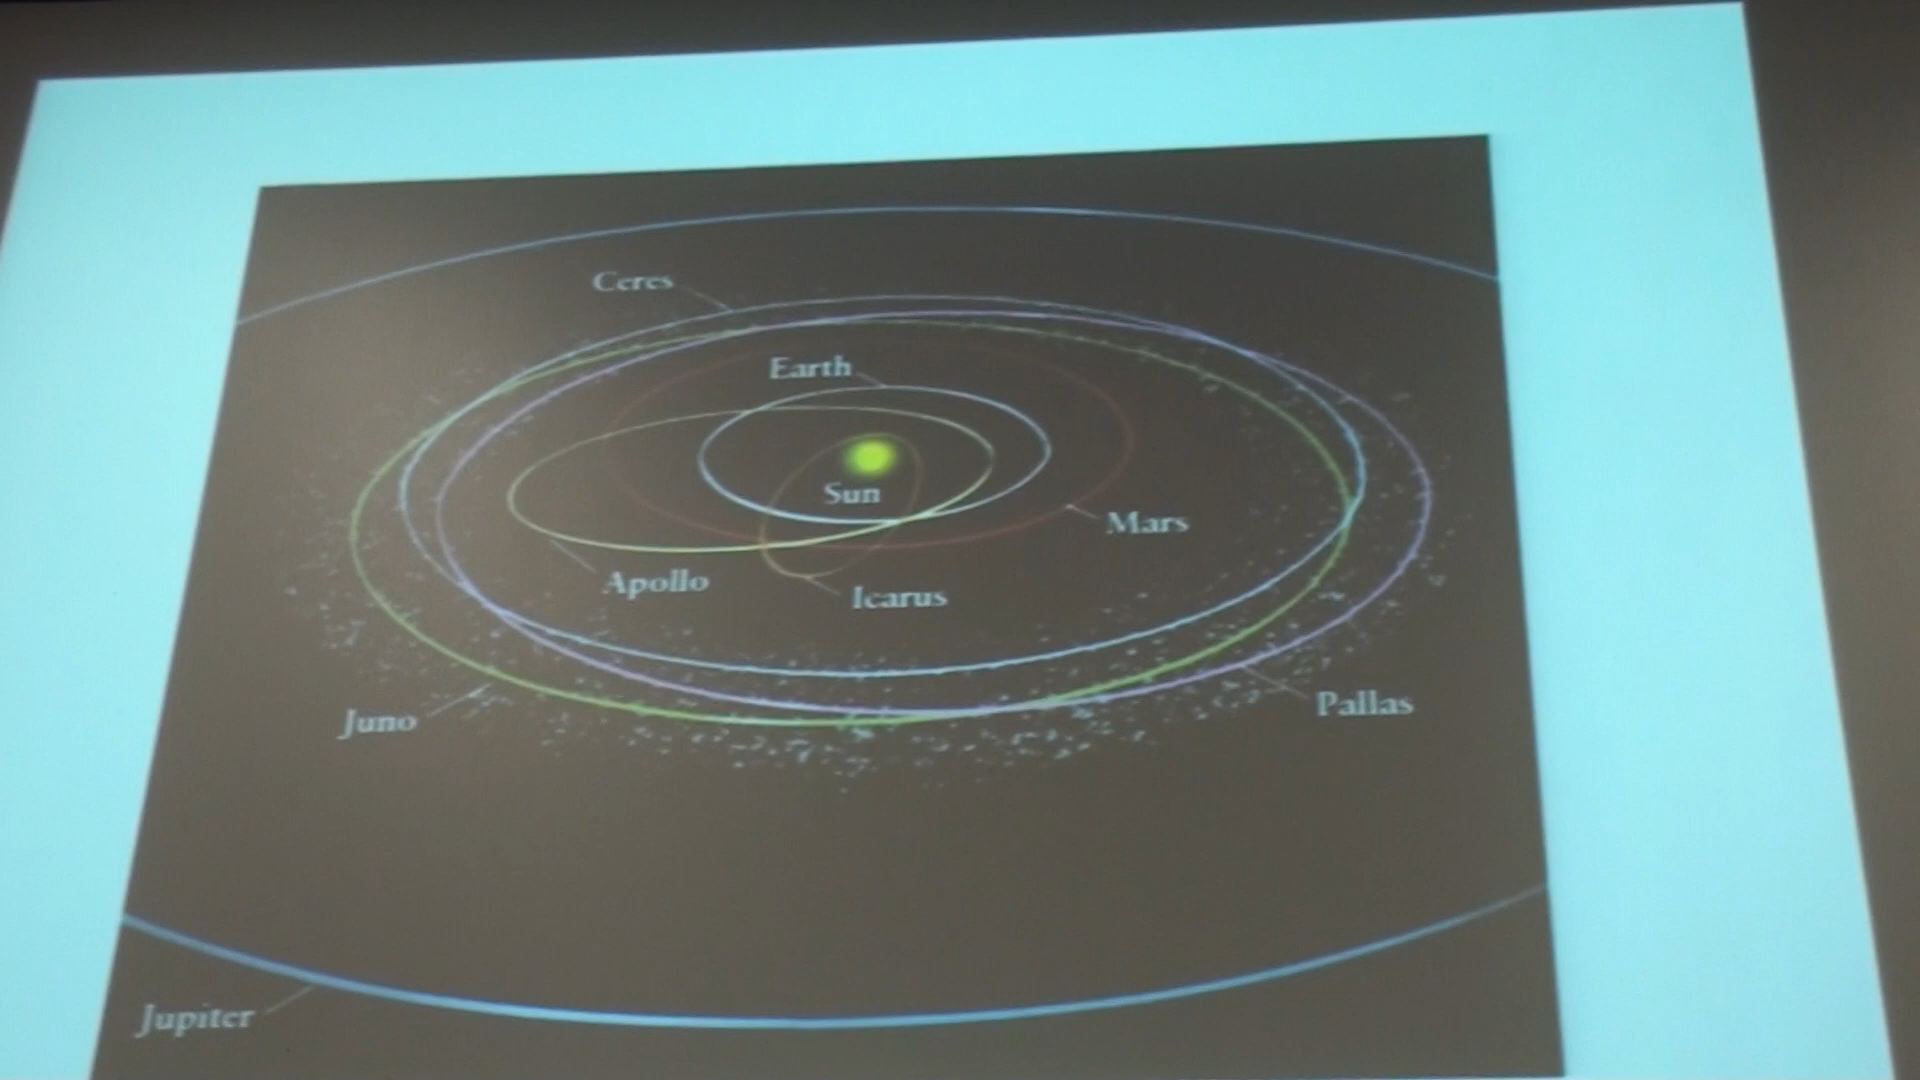 Ceres
Earth
Sun
Mars
Apollo
Icarus
Pallas
Juno
Jupiter